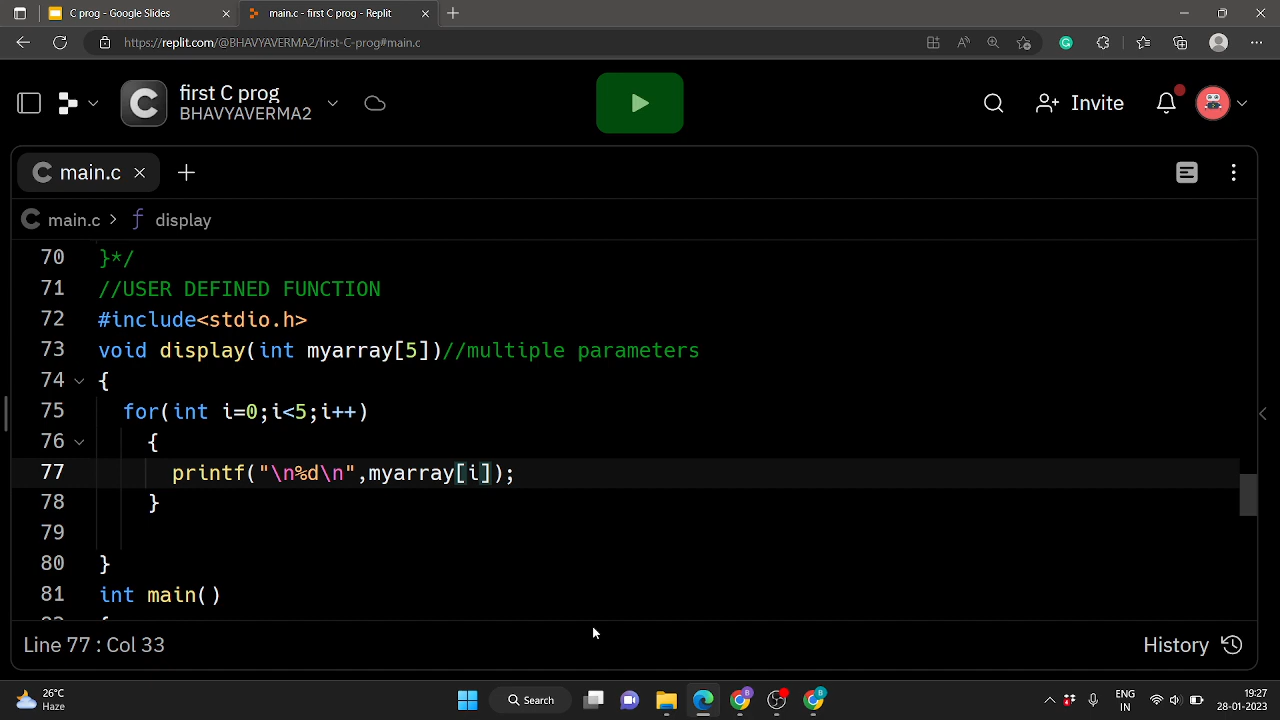 C prog - Google Slides
main.c - first C prog - Replit
https://replit.com/@BHAVYAVERMA2/first-C-prog#main.c
first C prog
BHAVYAVERMA2
Invite
main.c
main.c > display
70 }*/
71 //USER DEFINED FUNCTION
72 #include<stdio.h>
73 void display(int myarray[5])//multiple parameters
74 {
75 for(int i=0;i<5;i++)
76 {
77 printf("\n%d\n",myarray[i]);
78 }
79
80 }
81 int main()
Line 77 : Col 33
History
26°C
Haze
Search
ENG
IN
19:27
28-01-2023